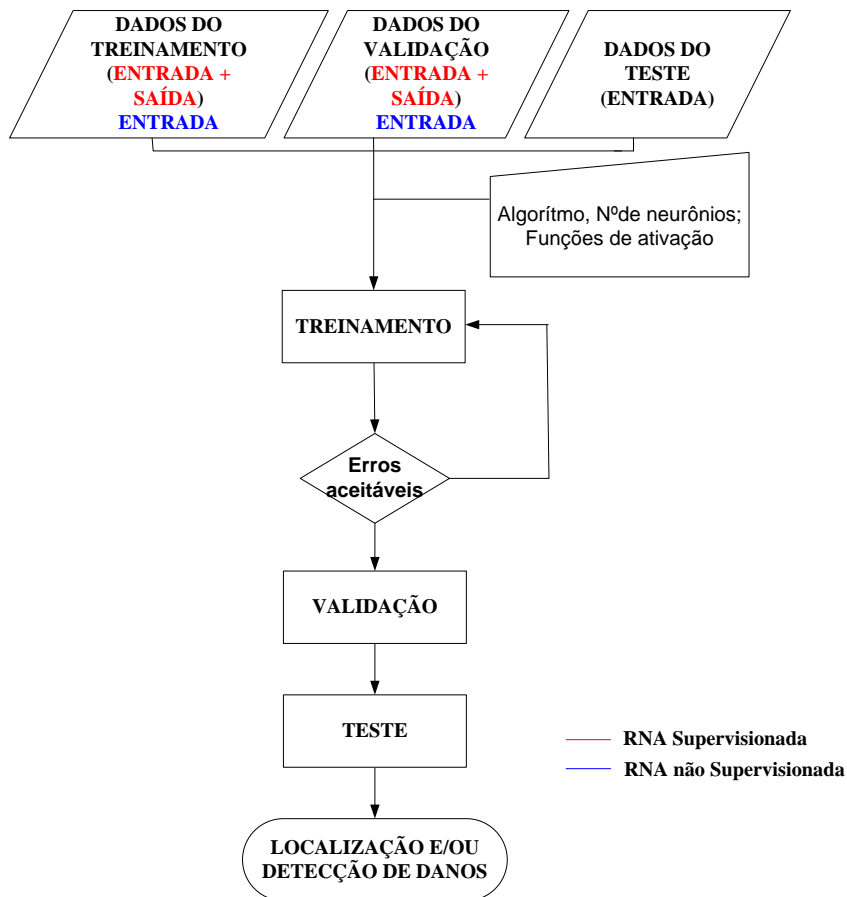 DADOS DO
TREINAMENTO
(ENTRADA +
SAÍDA)
ENTRADA
DADOS DO
VALIDAÇÃO
(ENTRADA +
SAÍDA)
ENTRADA
DADOS DO
TESTE
(ENTRADA)
Algorítmo, Nºde neurônios;
Funções de ativação
TREINAMENTO
Erros
aceitáveis
VALIDAÇÃO
TESTE
RNA Supervisionada
RNA não Supervisionada
LOCALIZAÇÃO E/OU
DETECÇÃO DE DANOS